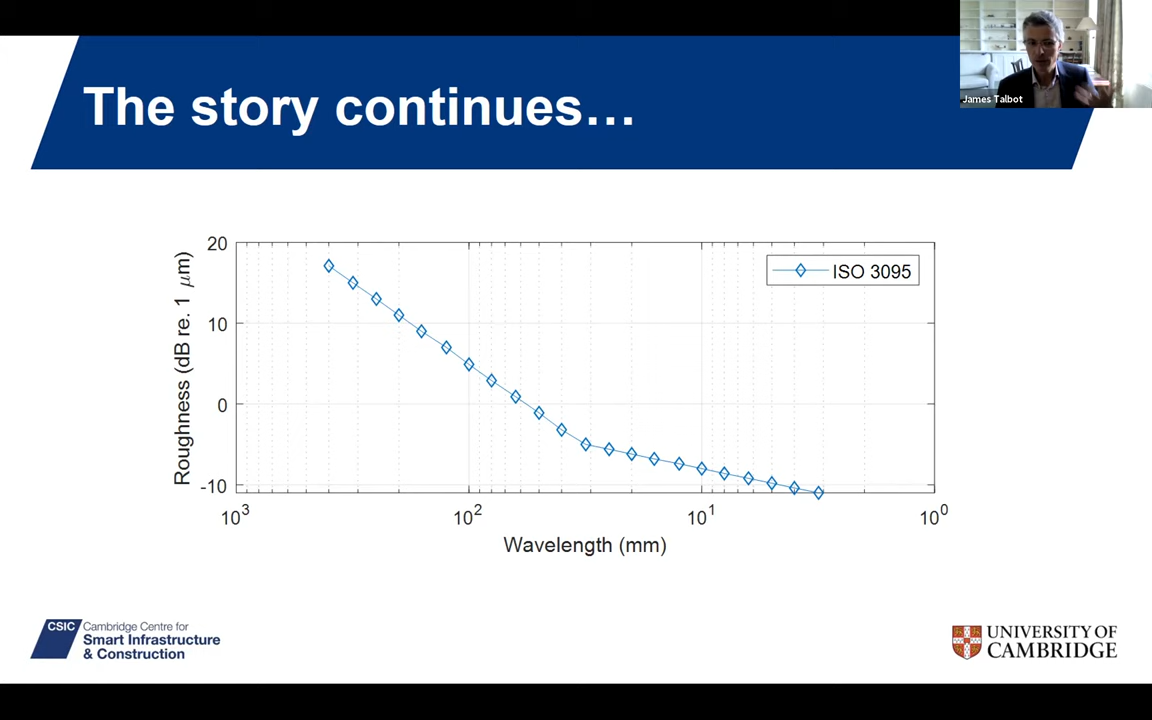 James Talbot
The story continues…
Roughness (dB re. 1 μm)
20
10
0
-10
ISO 3095
10³
10²
10¹
10⁰
Wavelength (mm)
CSIC
Cambridge Centre for
Smart Infrastructure
& Construction
UNIVERSITY OF
CAMBRIDGE